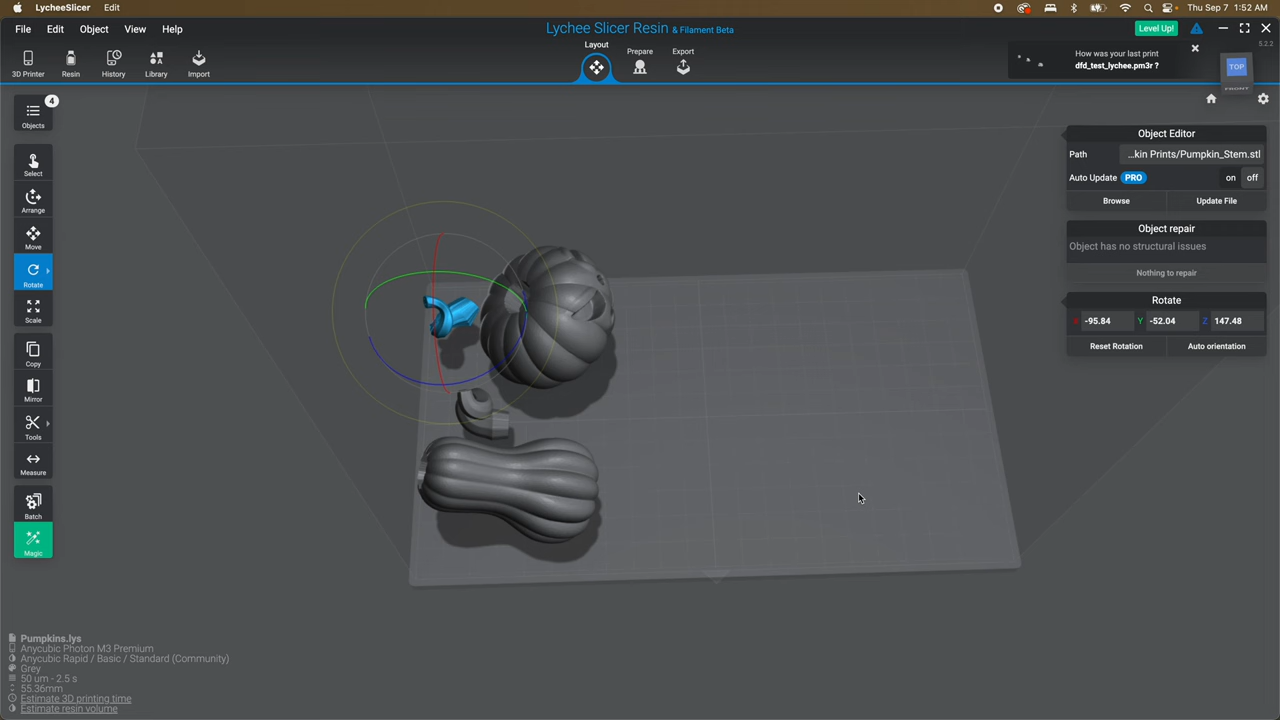 LycheeSlicer Edit
Thu Sep 7 1:52 AM
File Edit Object View Help
Lychee Slicer Resin & Filament Beta
Level Up!
5.2.2
3D Printer
Resin
History
Library
Import
Layout
Prepare
Export
How was your last print
dfd_test_lychee.pm3r ?
TOP
FRONT
4
Objects
Select
Arrange
Move
Rotate
Scale
Copy
Mirror
Tools
Measure
Batch
Magic
Object Editor
Path ...kin Prints/Pumpkin_Stem.stl
Auto Update PRO on off
Browse Update File
Object repair
Object has no structural issues
Nothing to repair
Rotate
X -95.84 Y -52.04 Z 147.48
Reset Rotation Auto orientation
Pumpkins.lys
Anycubic Photon M3 Premium
Anycubic Rapid / Basic / Standard (Community)
Grey
50 um - 2.5 s
55.36mm
Estimate 3D printing time
Estimate resin volume